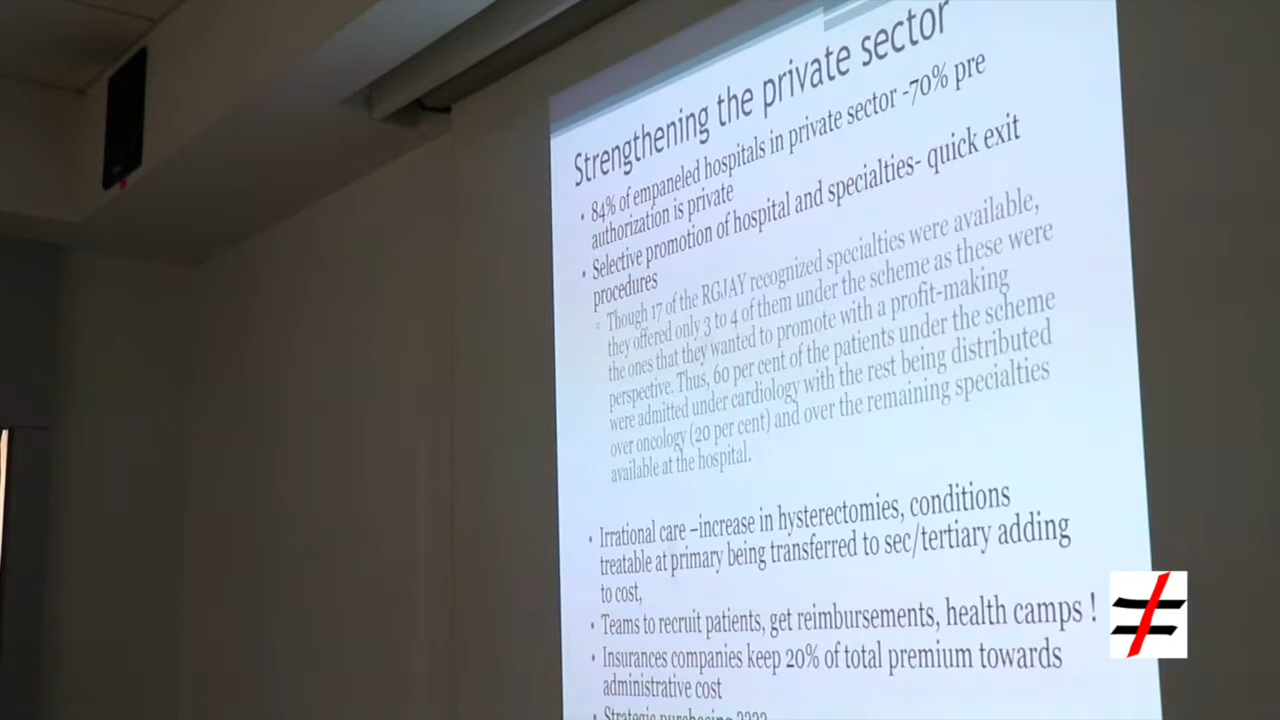 Strengthening the private sector
• 84% of empaneled hospitals in private sector -70% pre
authorization is private
• Selective promotion of hospital and specialties- quick exit
procedures
▫ Though 17 of the RGJAY recognized specialties were available,
they offered only 3 to 4 of them under the scheme as these were
the ones that they wanted to promote with a profit-making
perspective. Thus, 60 per cent of the patients under the scheme
were admitted under cardiology with the rest being distributed
over oncology (20 per cent) and over the remaining specialties
available at the hospital.
• Irrational care –increase in hysterectomies, conditions
treatable at primary being transferred to sec/tertiary adding
to cost,
• Teams to recruit patients, get reimbursements, health camps !
• Insurances companies keep 20% of total premium towards
administrative cost
• Strategic purchasing ????